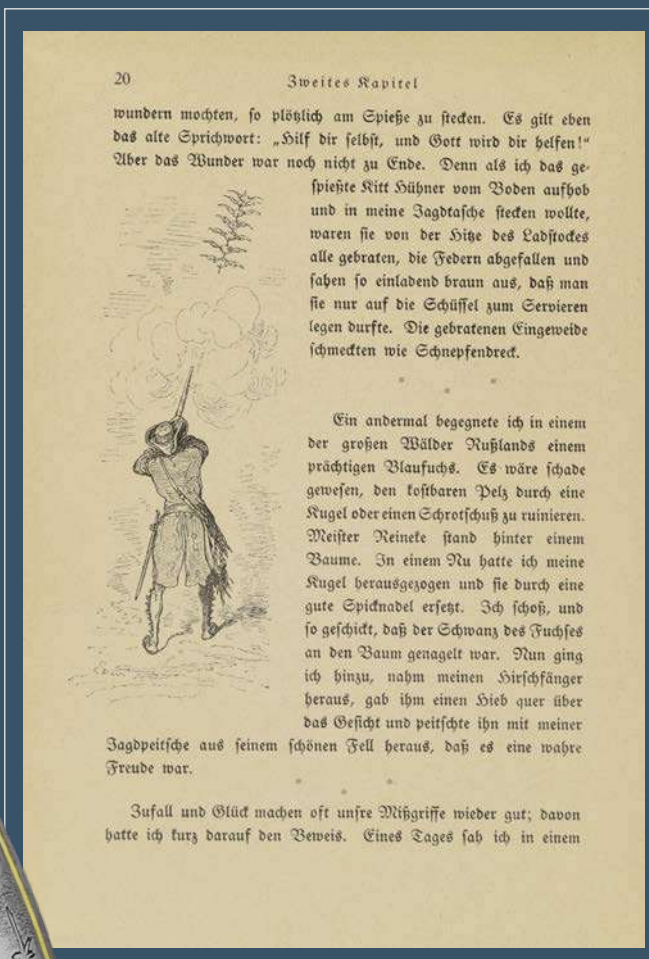 20
Zweites Kapitel
wundern mochten, so plötzlich am Spieße zu stecken. Es gilt eben
das alte Sprichwort: „Hilf dir selbst, und Gott wird dir helfen!“
Aber das Wunder war noch nicht zu Ende. Denn als ich das ge-
spießte Kitt Hühner vom Boden aufhob
und in meine Jagdtasche stecken wollte,
waren sie von der Hitze des Ladstockes
alle gebraten, die Federn abgefallen und
sahen so einladend braun aus, daß man
sie nur auf die Schüssel zum Servieren
legen durfte. Die gebratenen Eingeweide
schmeckten wie Schnepfendreck.
* * *
Ein andermal begegnete ich in einem
der großen Wälder Rußlands einem
prächtigen Blaufuchs. Es wäre schade
gewesen, den kostbaren Pelz durch eine
Kugel oder einen Schrotschuß zu ruinieren.
Meister Reineke stand hinter einem
Baume. In einem Nu hatte ich meine
Kugel herausgezogen und sie durch eine
gute Spicknadel ersetzt. Ich schoß, und
so geschickt, daß der Schwanz des Fuchses
an den Baum genagelt war. Nun ging
ich hinzu, nahm meinen Hirschfänger
heraus, gab ihm einen Hieb quer über
das Gesicht und peitschte ihn mit meiner
Jagdpeitsche aus seinem schönen Fell heraus, daß es eine wahre
Freude war.
* * *
Zufall und Glück machen oft unsre Mißgriffe wieder gut; davon
hatte ich kurz darauf den Beweis. Eines Tages sah ich in einem